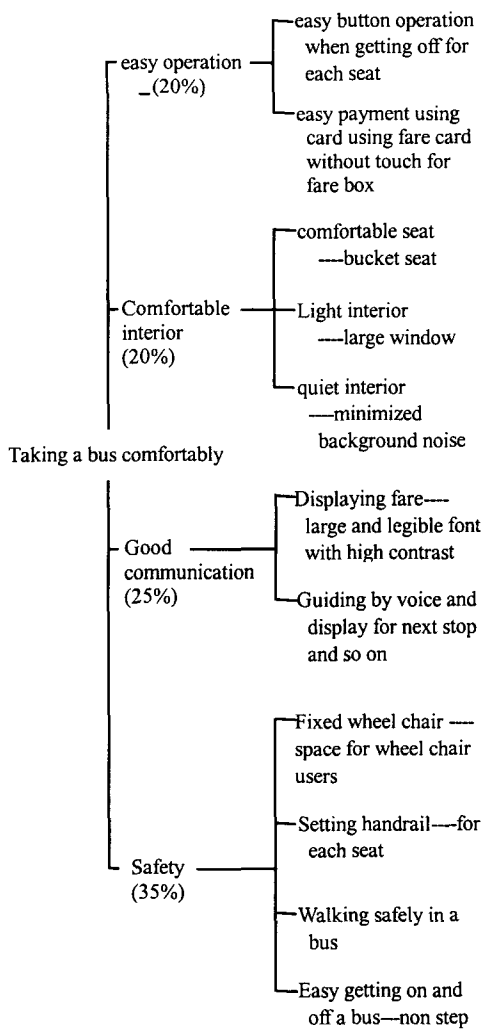 easy button operation
when getting off for
each seat
easy operation
(20%)
easy payment using
card using fare card
without touch for
fare box
comfortable seat
----bucket seat
Comfortable
interior
(20%)
Light interior
----large window
quiet interior
----minimized
background noise
Taking a bus comfortably
Displaying fare----
large and legible font
with high contrast
Good
communication
(25%)
Guiding by voice and
display for next stop
and so on
Fixed wheel chair ----
space for wheel chair
users
Setting handrail----for
each seat
Safety
(35%)
Walking safely in a
bus
Easy getting on and
off a bus---non step